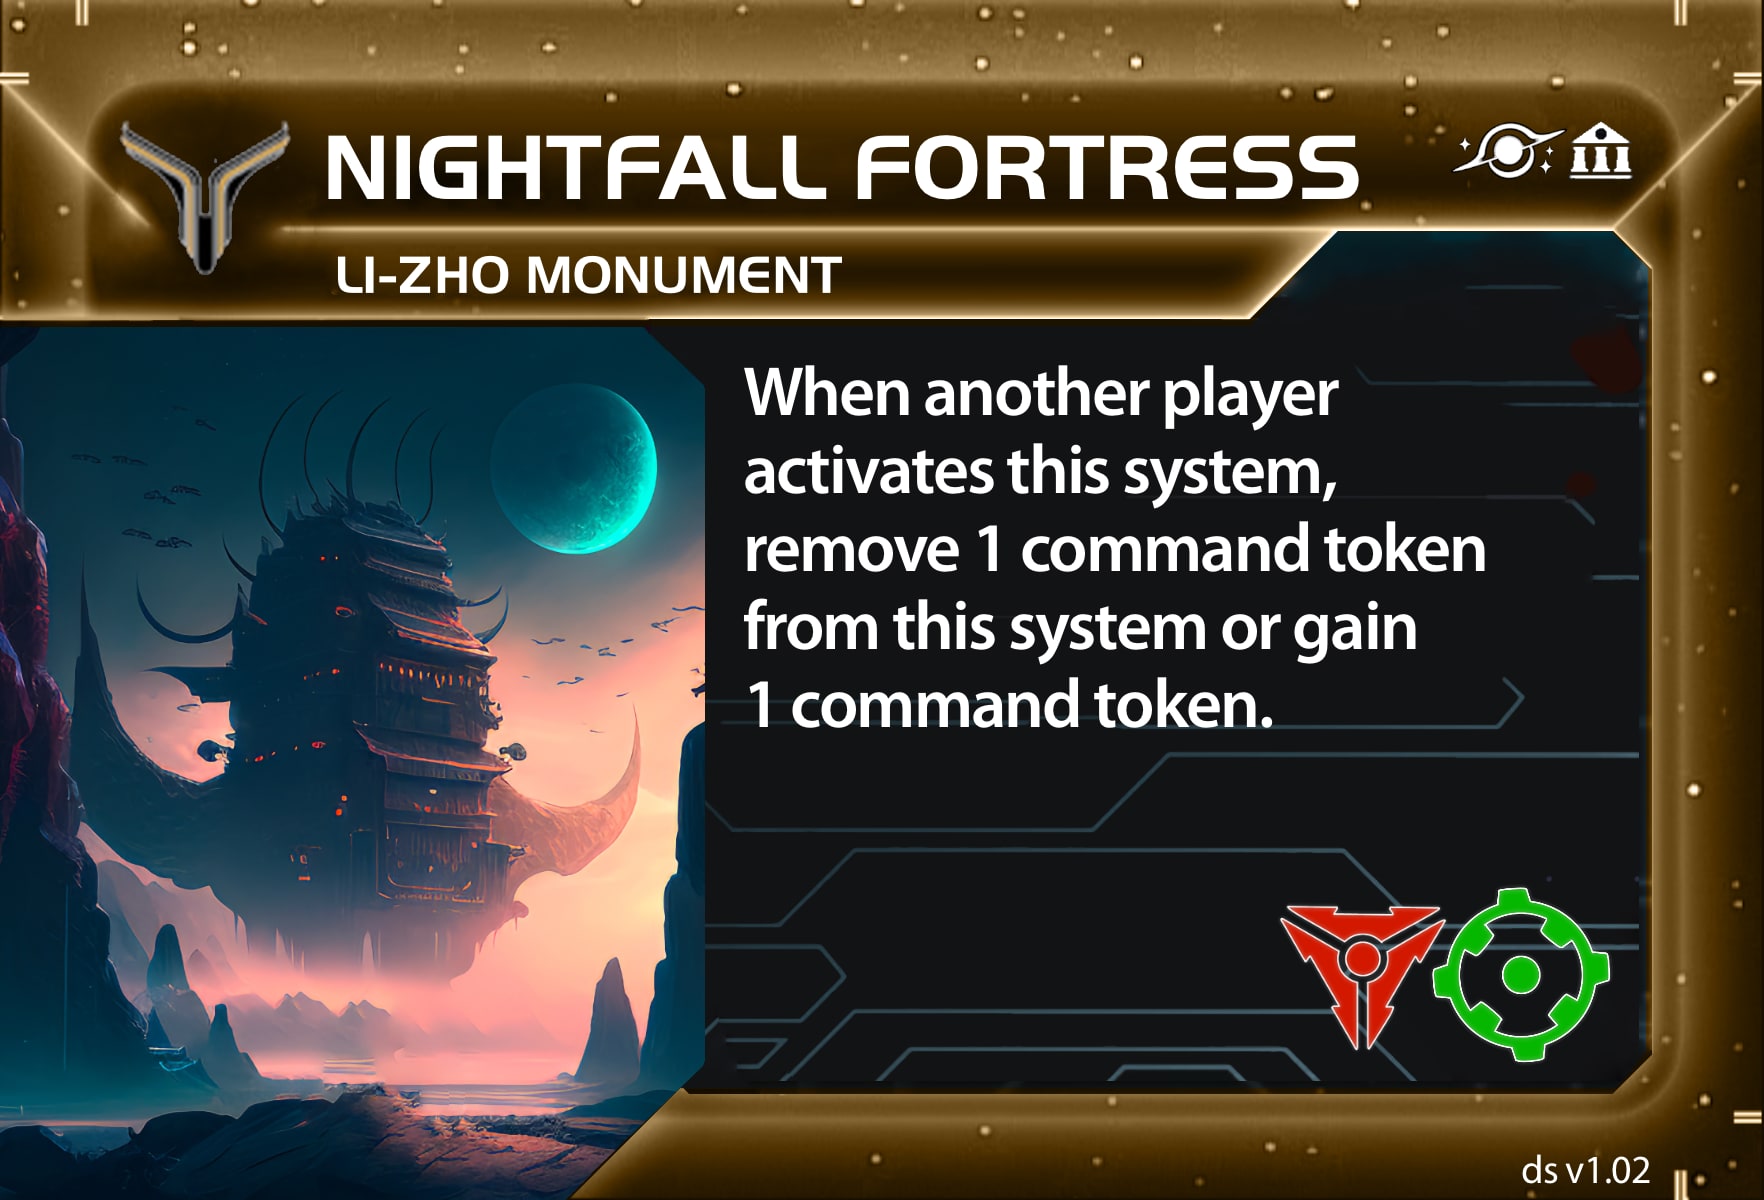 NIGHTFALL FORTRESS
LI-ZHO MONUMENT
When another player
activates this system,
remove 1 command token
from this system or gain
1 command token.
ds v1.02